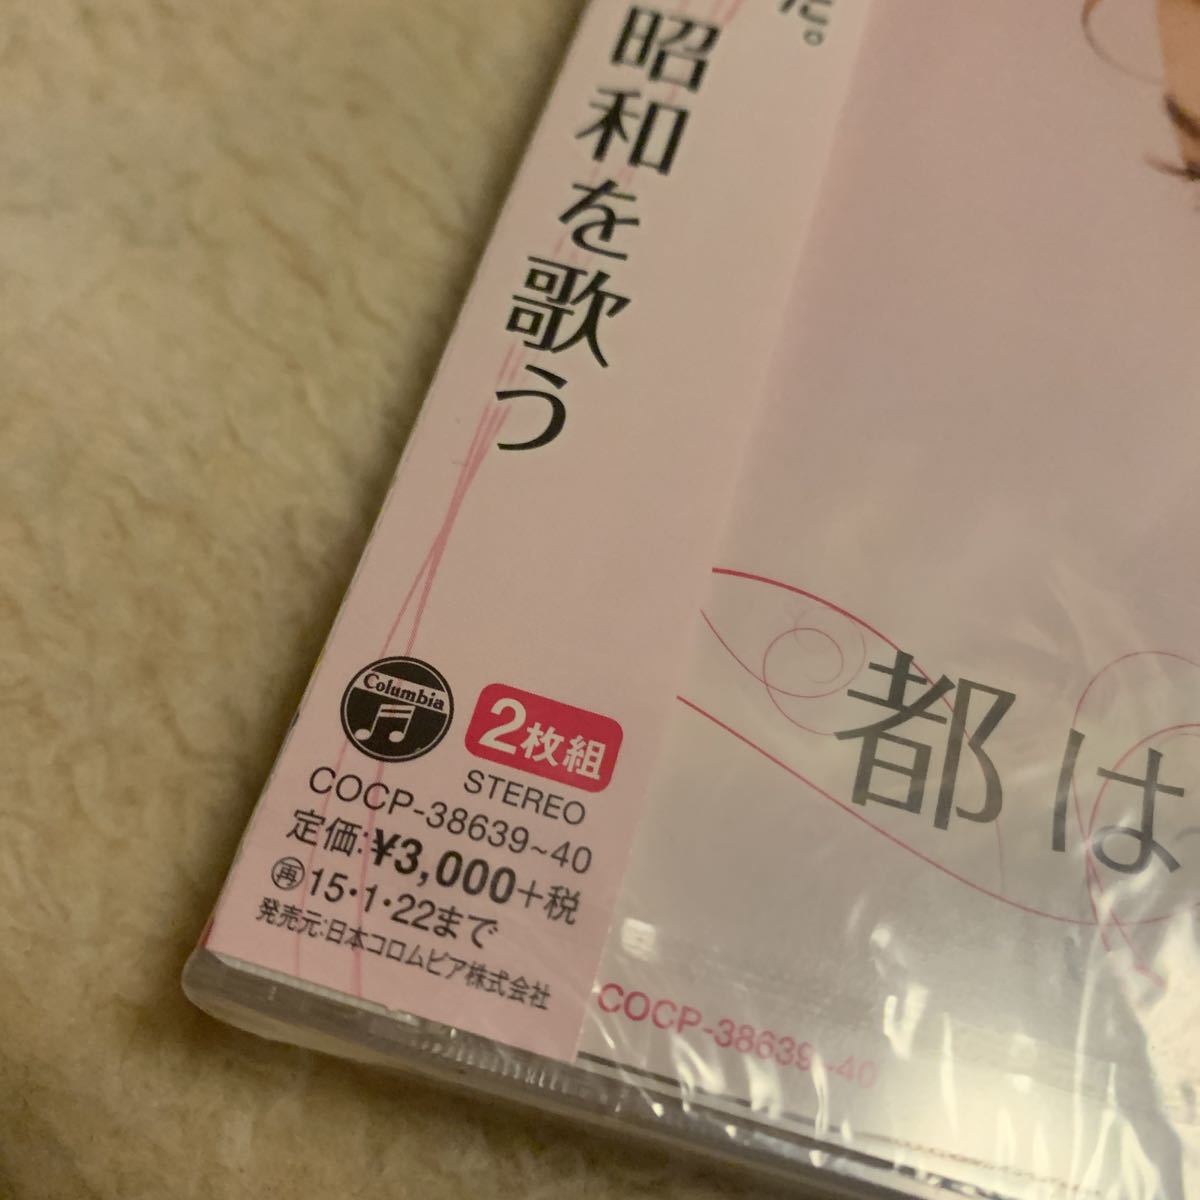 た。
昭和を歌う
都は
Columbia
2枚組
STEREO
COCP-38639~40
定価:¥3,000+税
再15・1・22まで
発売元:日本コロムビア株式会社
COCP-38639~40